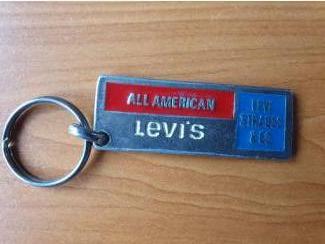 ALL AMERICAN
Levi's
LEVI
STRAUSS
& CO